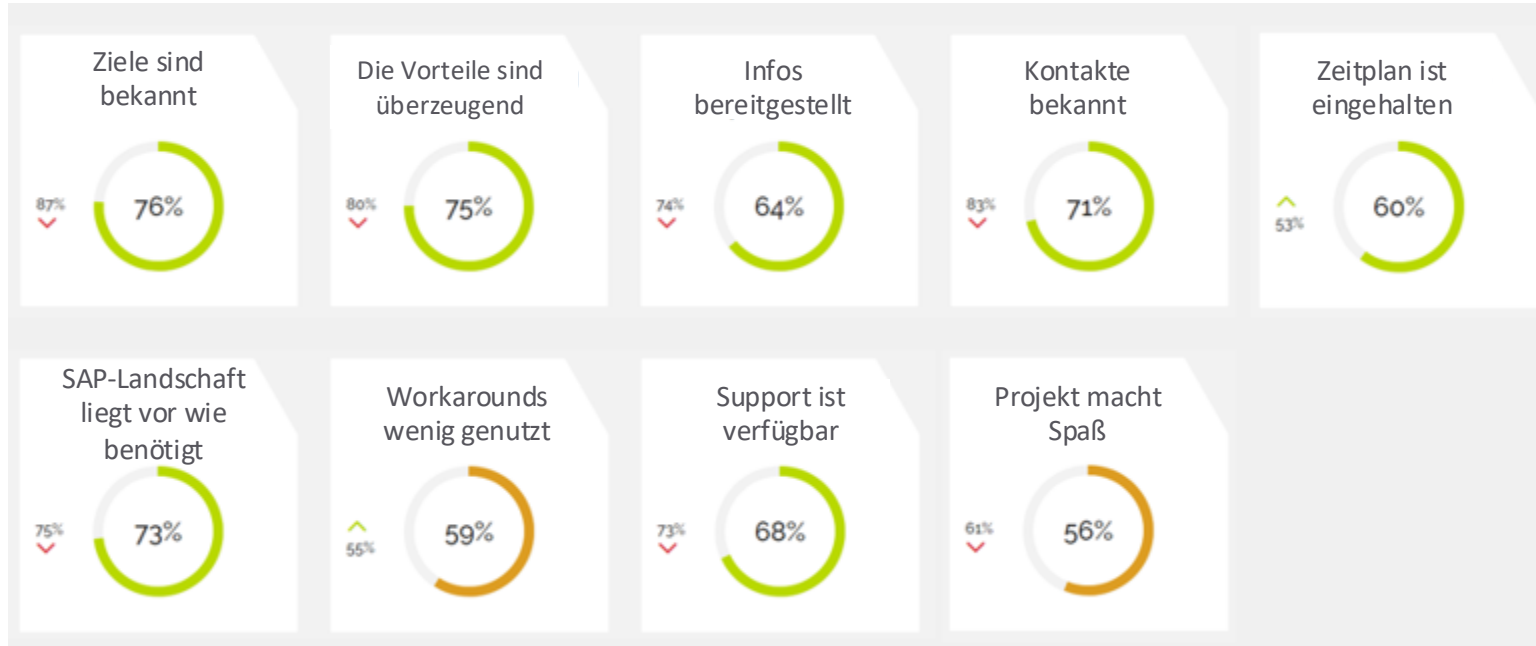 Ziele sind
bekannt
87%
76%
Die Vorteile sind
überzeugend
80%
75%
Infos
bereitgestellt
74%
64%
Kontakte
bekannt
83%
71%
Zeitplan ist
eingehalten
53%
60%
SAP-Landschaft
liegt vor wie
benötigt
75%
73%
Workarounds
wenig genutzt
55%
59%
Support ist
verfügbar
73%
68%
Projekt macht
Spaß
61%
56%